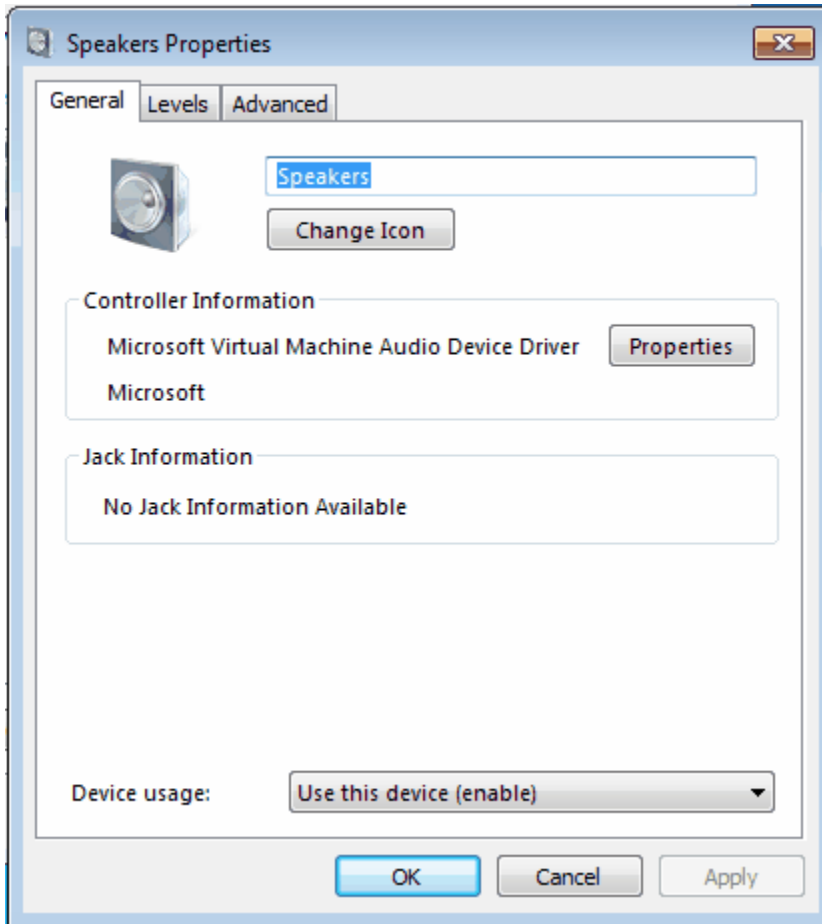 Speakers Properties
General Levels Advanced
Speakers
Change Icon
Controller Information
Microsoft Virtual Machine Audio Device Driver Properties
Microsoft
Jack Information
No Jack Information Available
Device usage: Use this device (enable)
OK Cancel Apply